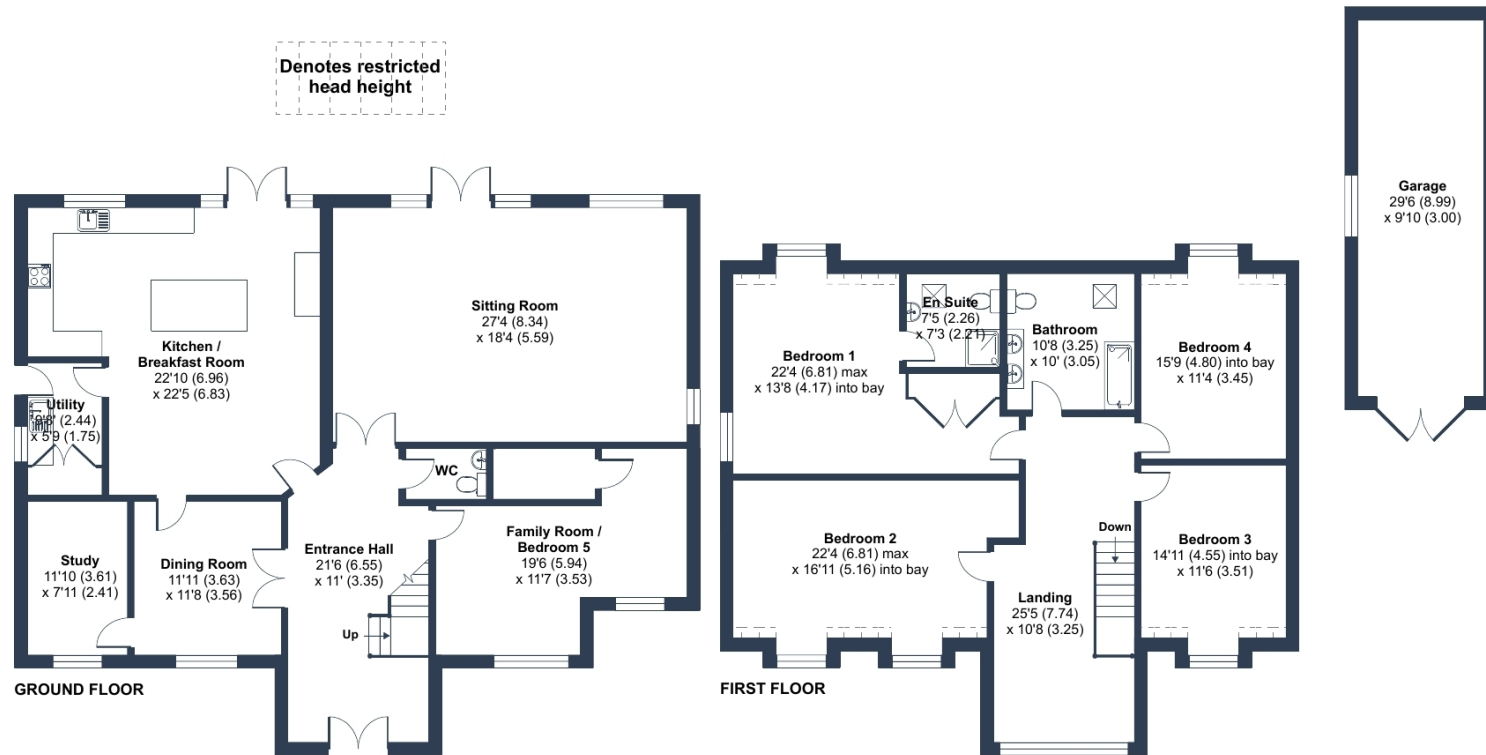 Denotes restricted
head height
Kitchen /
Breakfast Room
22'10 (6.96)
x 22'5 (6.83)
Sitting Room
27'4 (8.34)
x 18'4 (5.59)
Utility
(2.44)
x 5'9 (1.75)
WC
Study
11'10 (3.61)
x 7'11 (2.41)
Dining Room
11'11 (3.63)
x 11'8 (3.56)
Entrance Hall
21'6 (6.55)
x 11' (3.35)
Up
Family Room /
Bedroom 5
19'6 (5.94)
x 11'7 (3.53)
GROUND FLOOR
Bedroom 1
22'4 (6.81) max
x 13'8 (4.17) into bay
En Suite
7'5 (2.26)
x 7'3 (2.21)
Bathroom
10'8 (3.25)
x 10' (3.05)
Bedroom 4
15'9 (4.80) into bay
x 11'4 (3.45)
Bedroom 2
22'4 (6.81) max
x 16'11 (5.16) into bay
Down
Bedroom 3
14'11 (4.55) into bay
x 11'6 (3.51)
Landing
25'5 (7.74)
x 10'8 (3.25)
FIRST FLOOR
Garage
29'6 (8.99)
x 9'10 (3.00)